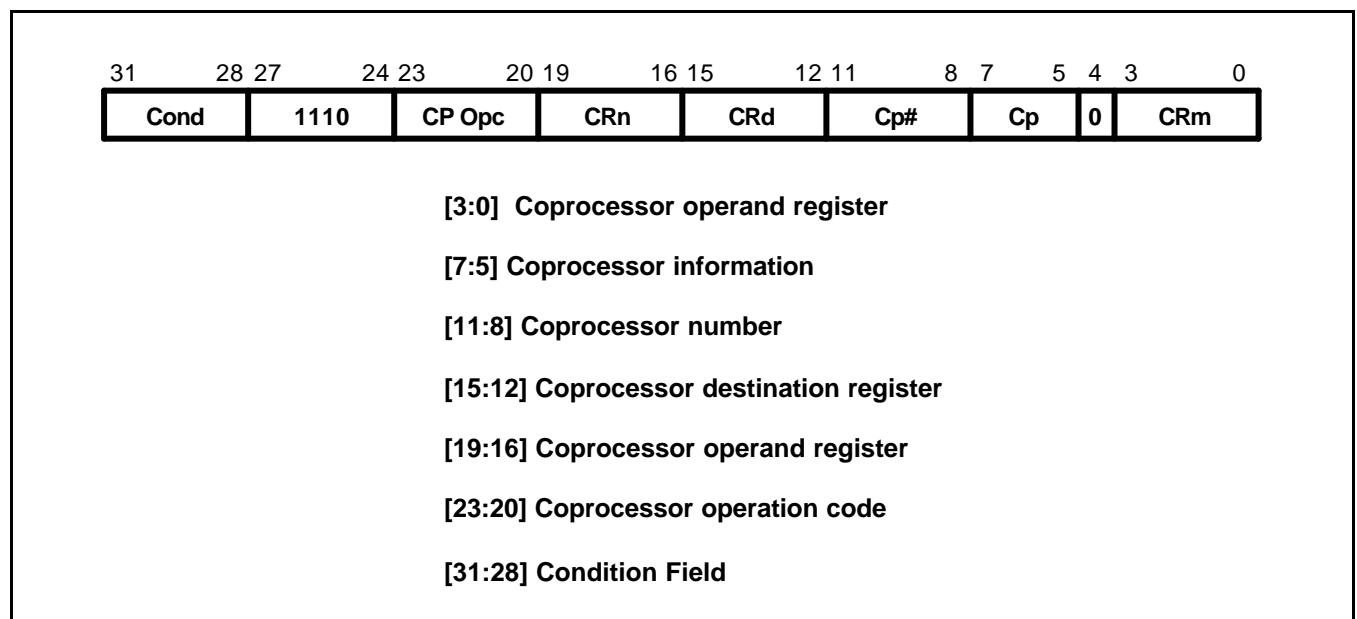 31 28 27 24 23 20 19 16 15 12 11 8 7 5 4 3 0
Cond 1110 CP Opc CRn CRd Cp# Cp 0 CRm
[3:0] Coprocessor operand register
[7:5] Coprocessor information
[11:8] Coprocessor number
[15:12] Coprocessor destination register
[19:16] Coprocessor operand register
[23:20] Coprocessor operation code
[31:28] Condition Field